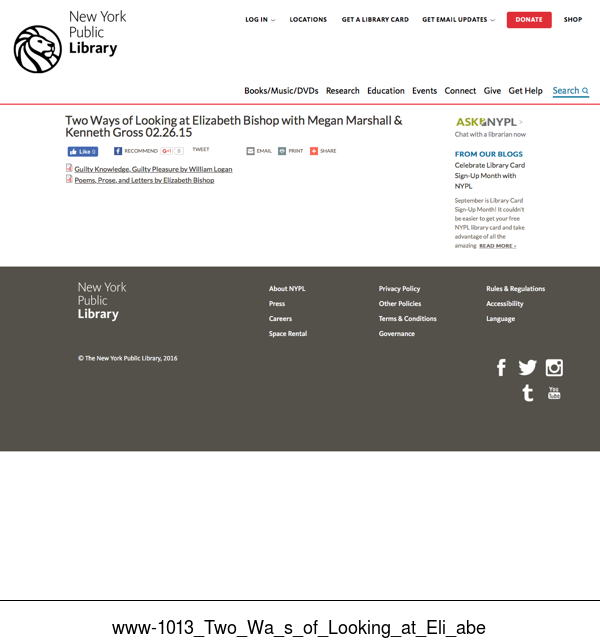 New York
Public
Library
LOG IN
LOCATIONS
GET A LIBRARY CARD
GET EMAIL UPDATES
DONATE
SHOP
Books/Music/DVDs
Research
Education
Events
Connect
Give
Get Help
Search
Two Ways of Looking at Elizabeth Bishop with Megan Marshall &
Kenneth Gross 02.26.15
Like 0
RECOMMEND
G+1 0
TWEET
EMAIL
PRINT
SHARE
Guilty Knowledge, Guilty Pleasure by William Logan
Poems, Prose, and Letters by Elizabeth Bishop
ASK NYPL >
Chat with a librarian now
FROM OUR BLOGS
Celebrate Library Card
Sign-Up Month with
NYPL
September is Library Card
Sign-Up Month! It couldn't
be easier to get your free
NYPL library card and take
advantage of all the
amazing READ MORE ›
New York
Public
Library
About NYPL
Press
Careers
Space Rental
Privacy Policy
Other Policies
Terms & Conditions
Governance
Rules & Regulations
Accessibility
Language
© The New York Public Library, 2016
You
Tube
www-1013_Two_Wa_s_of_Looking_at_Eli_abe